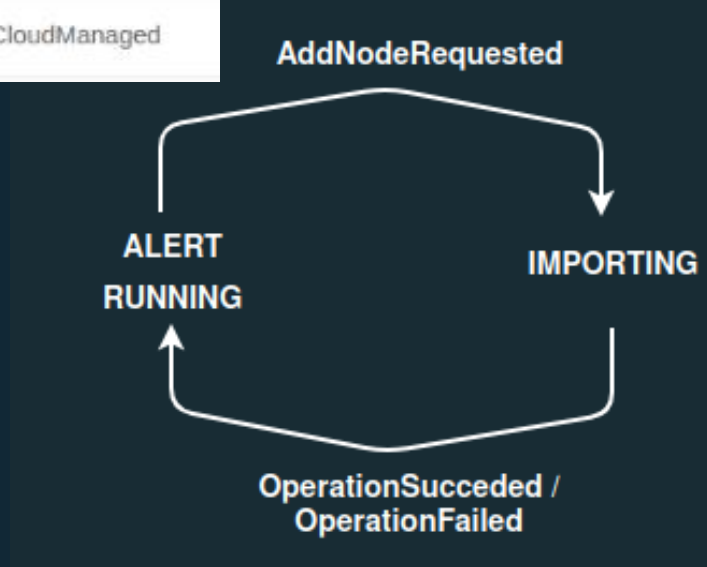 CloudManaged
AddNodeRequested
ALERT
RUNNING
IMPORTING
OperationSucceded /
OperationFailed